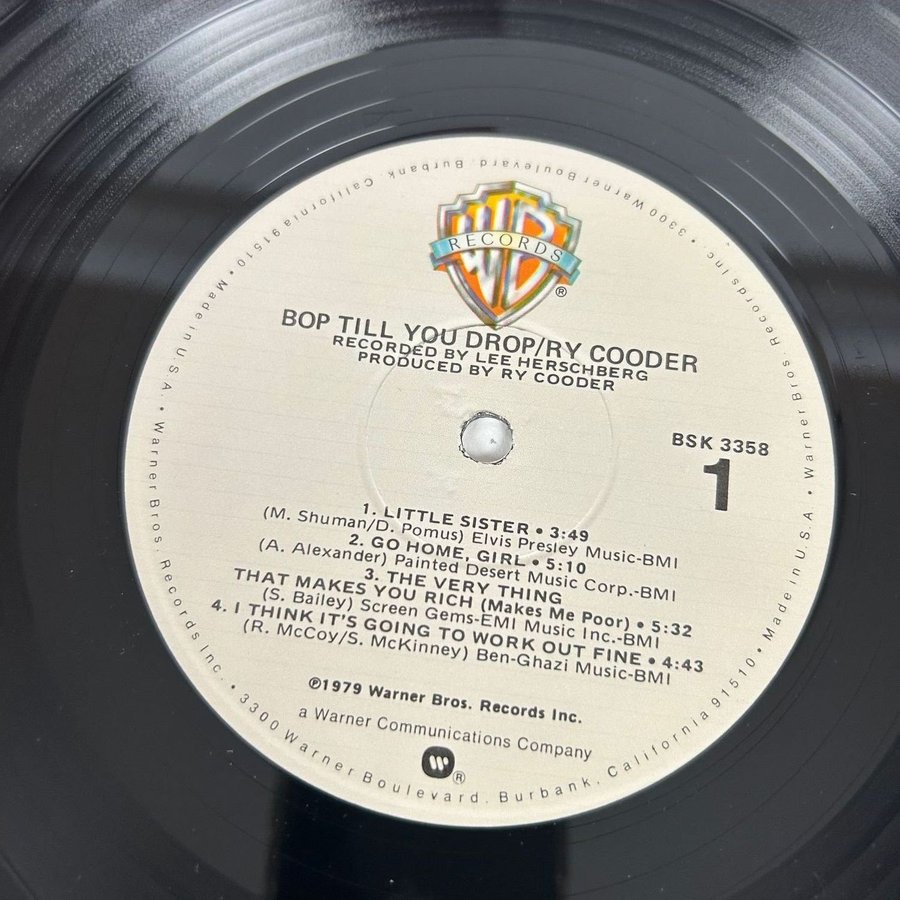 WB
RECORDS
®
BOP TILL YOU DROP/RY COODER
RECORDED BY LEE HERSCHBERG
PRODUCED BY RY COODER
BSK 3358
1
1. LITTLE SISTER • 3:49
(M. Shuman/D. Pomus) Elvis Presley Music-BMI
2. GO HOME, GIRL • 5:10
(A. Alexander) Painted Desert Music Corp.-BMI
3. THE VERY THING
THAT MAKES YOU RICH (Makes Me Poor) • 5:32
(S. Bailey) Screen Gems-EMI Music Inc.-BMI
4. I THINK IT'S GOING TO WORK OUT FINE • 4:43
(R. McCoy/S. McKinney) Ben-Ghazi Music-BMI
℗1979 Warner Bros. Records Inc.
a Warner Communications Company
W ®
Warner Bros. Records Inc. • 3300 Warner Boulevard, Burbank, California 91510 • Made in U.S.A. • Warner Bros. Records Inc. • 3300 Warner Boulevard, Burbank, California 91510 • Made in U.S.A. •